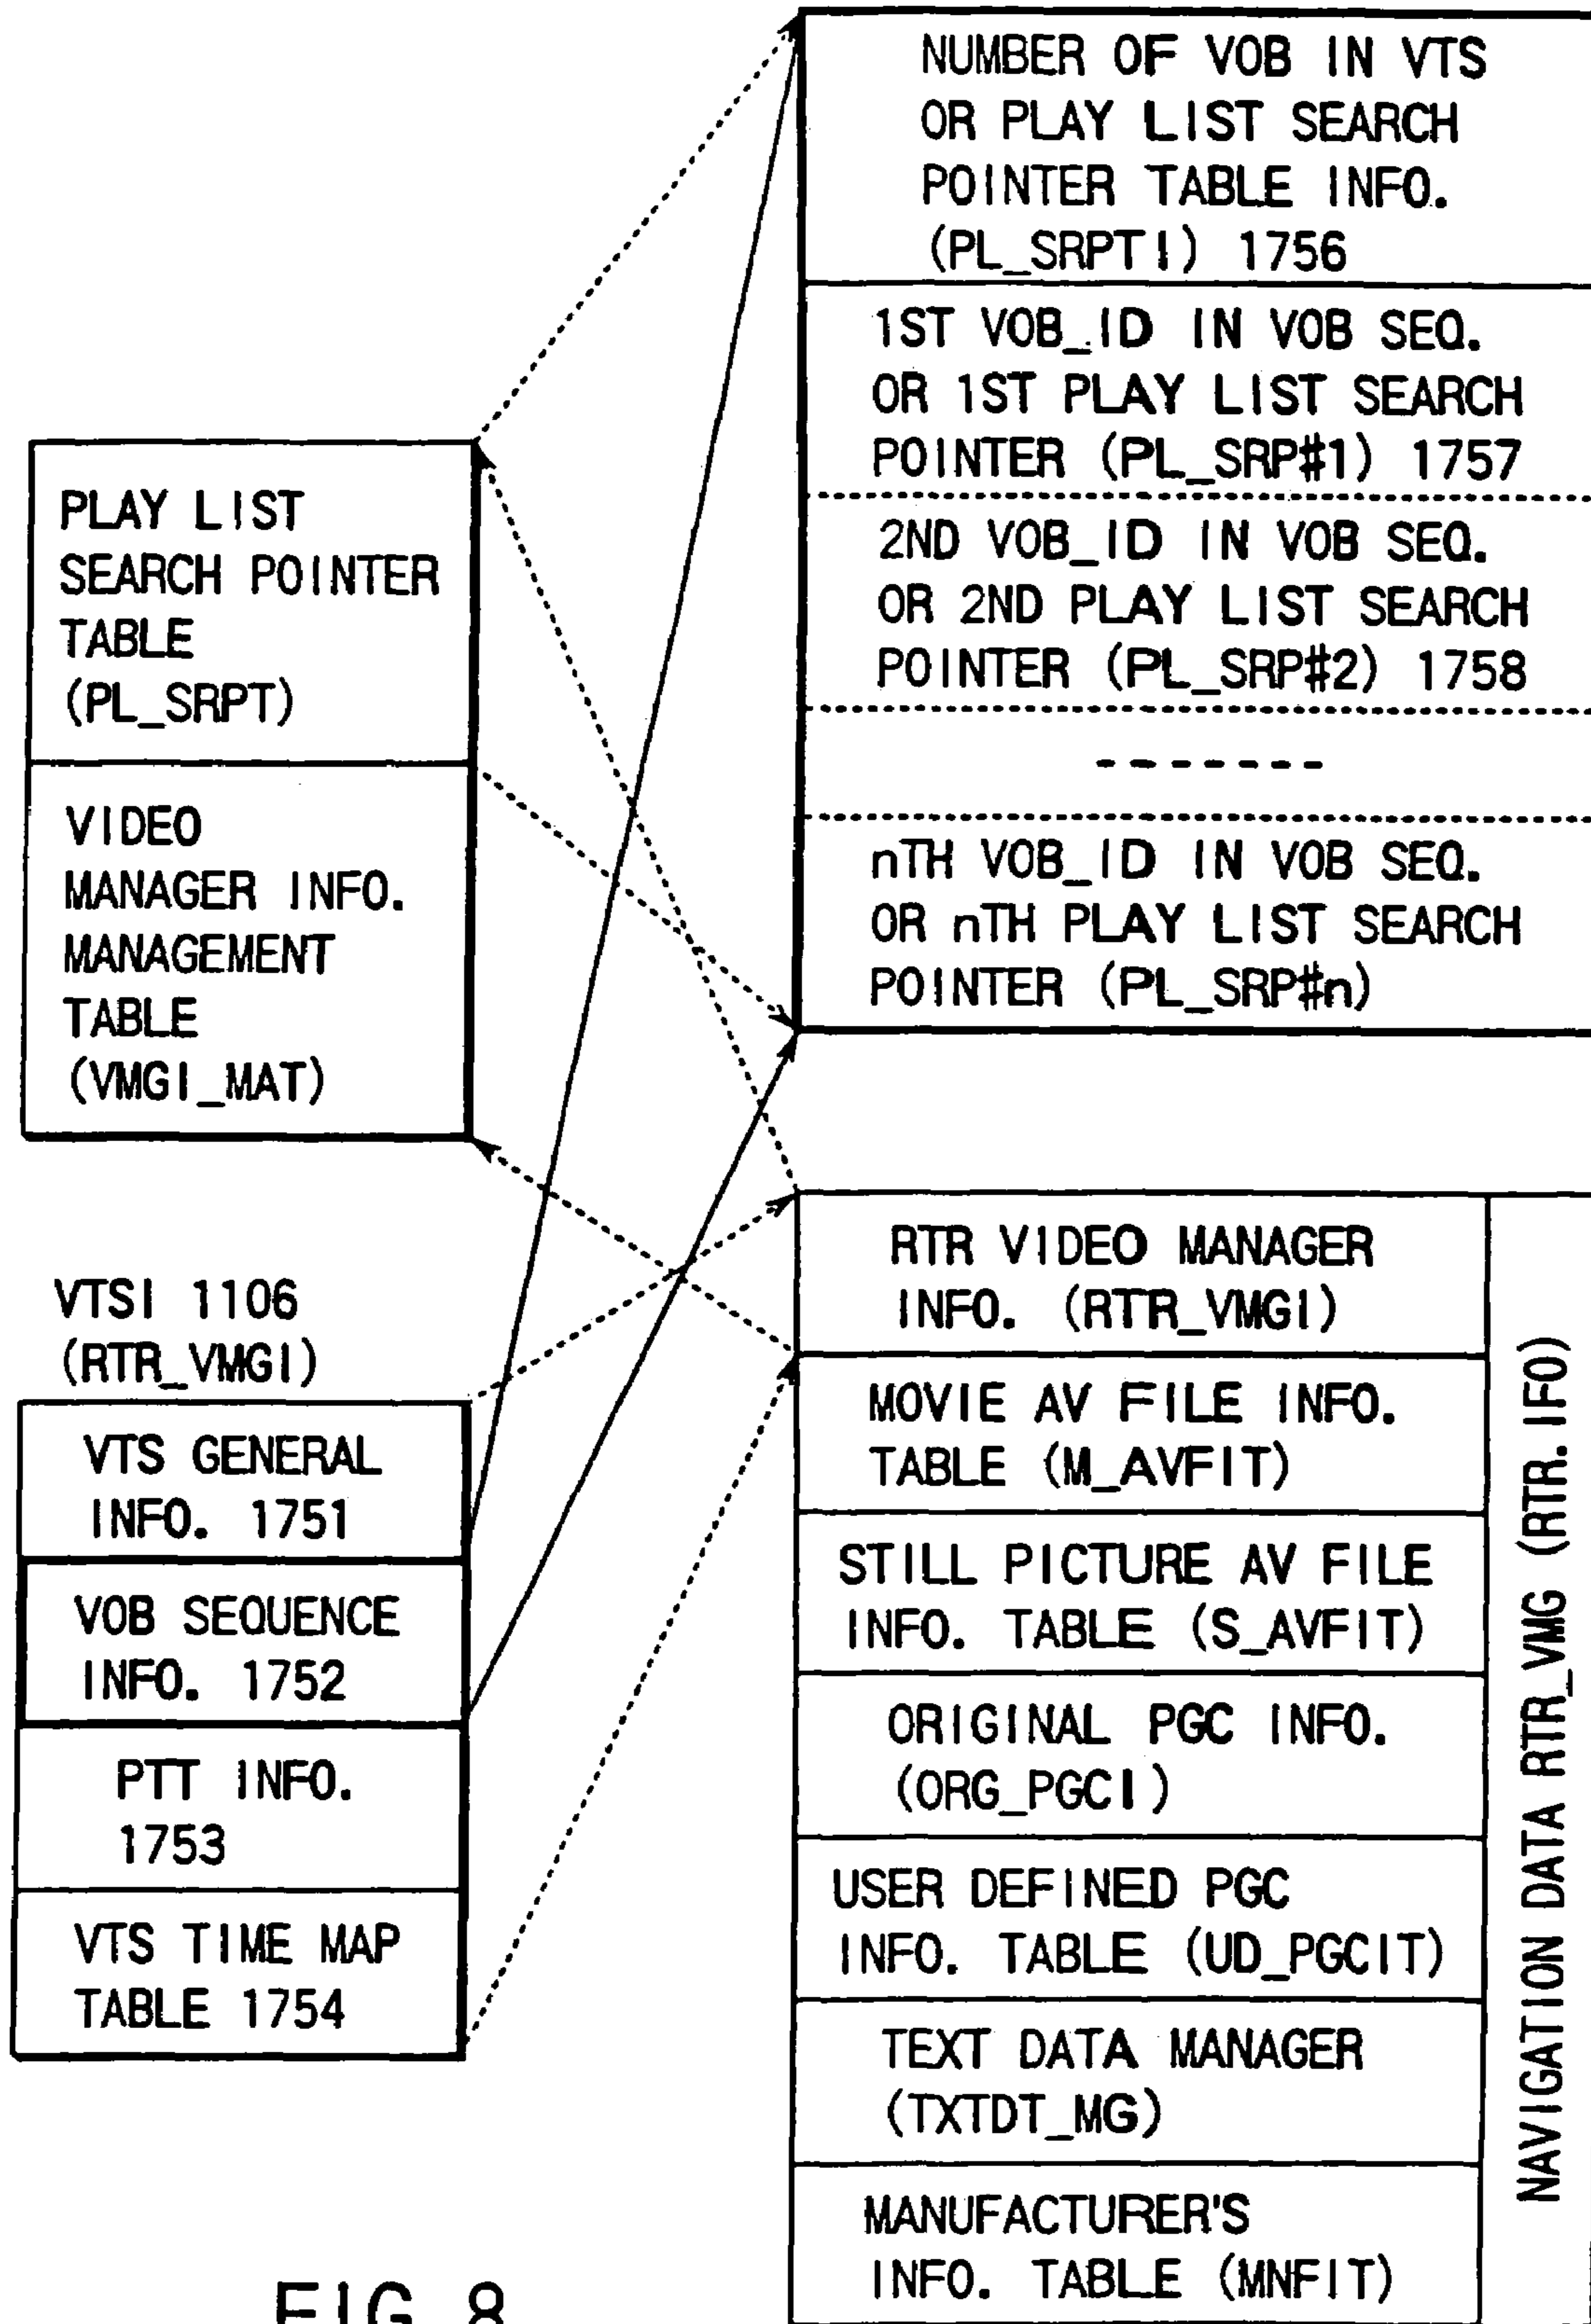 NUMBER OF VOB IN VTS
OR PLAY LIST SEARCH
POINTER TABLE INFO.
(PL_SRPTI) 1756
1ST VOB_ID IN VOB SEQ.
OR 1ST PLAY LIST SEARCH
POINTER (PL_SRP#1) 1757
2ND VOB_ID IN VOB SEQ.
OR 2ND PLAY LIST SEARCH
POINTER (PL_SRP#2) 1758
-------
nTH VOB_ID IN VOB SEQ.
OR nTH PLAY LIST SEARCH
POINTER (PL_SRP#n)
PLAY LIST
SEARCH POINTER
TABLE
(PL_SRPT)
VIDEO
MANAGER INFO.
MANAGEMENT
TABLE
(VMGI_MAT)
VTSI 1106
(RTR_VMGI)
VTS GENERAL
INFO. 1751
VOB SEQUENCE
INFO. 1752
PTT INFO.
1753
VTS TIME MAP
TABLE 1754
RTR VIDEO MANAGER
INFO. (RTR_VMGI)
MOVIE AV FILE INFO.
TABLE (M_AVFIT)
STILL PICTURE AV FILE
INFO. TABLE (S_AVFIT)
ORIGINAL PGC INFO.
(ORG_PGCI)
USER DEFINED PGC
INFO. TABLE (UD_PGCIT)
TEXT DATA MANAGER
(TXTDT_MG)
MANUFACTURER'S
INFO. TABLE (MNFIT)
NAVIGATION DATA RTR_VMG (RTR.IFO)
FIG. 8